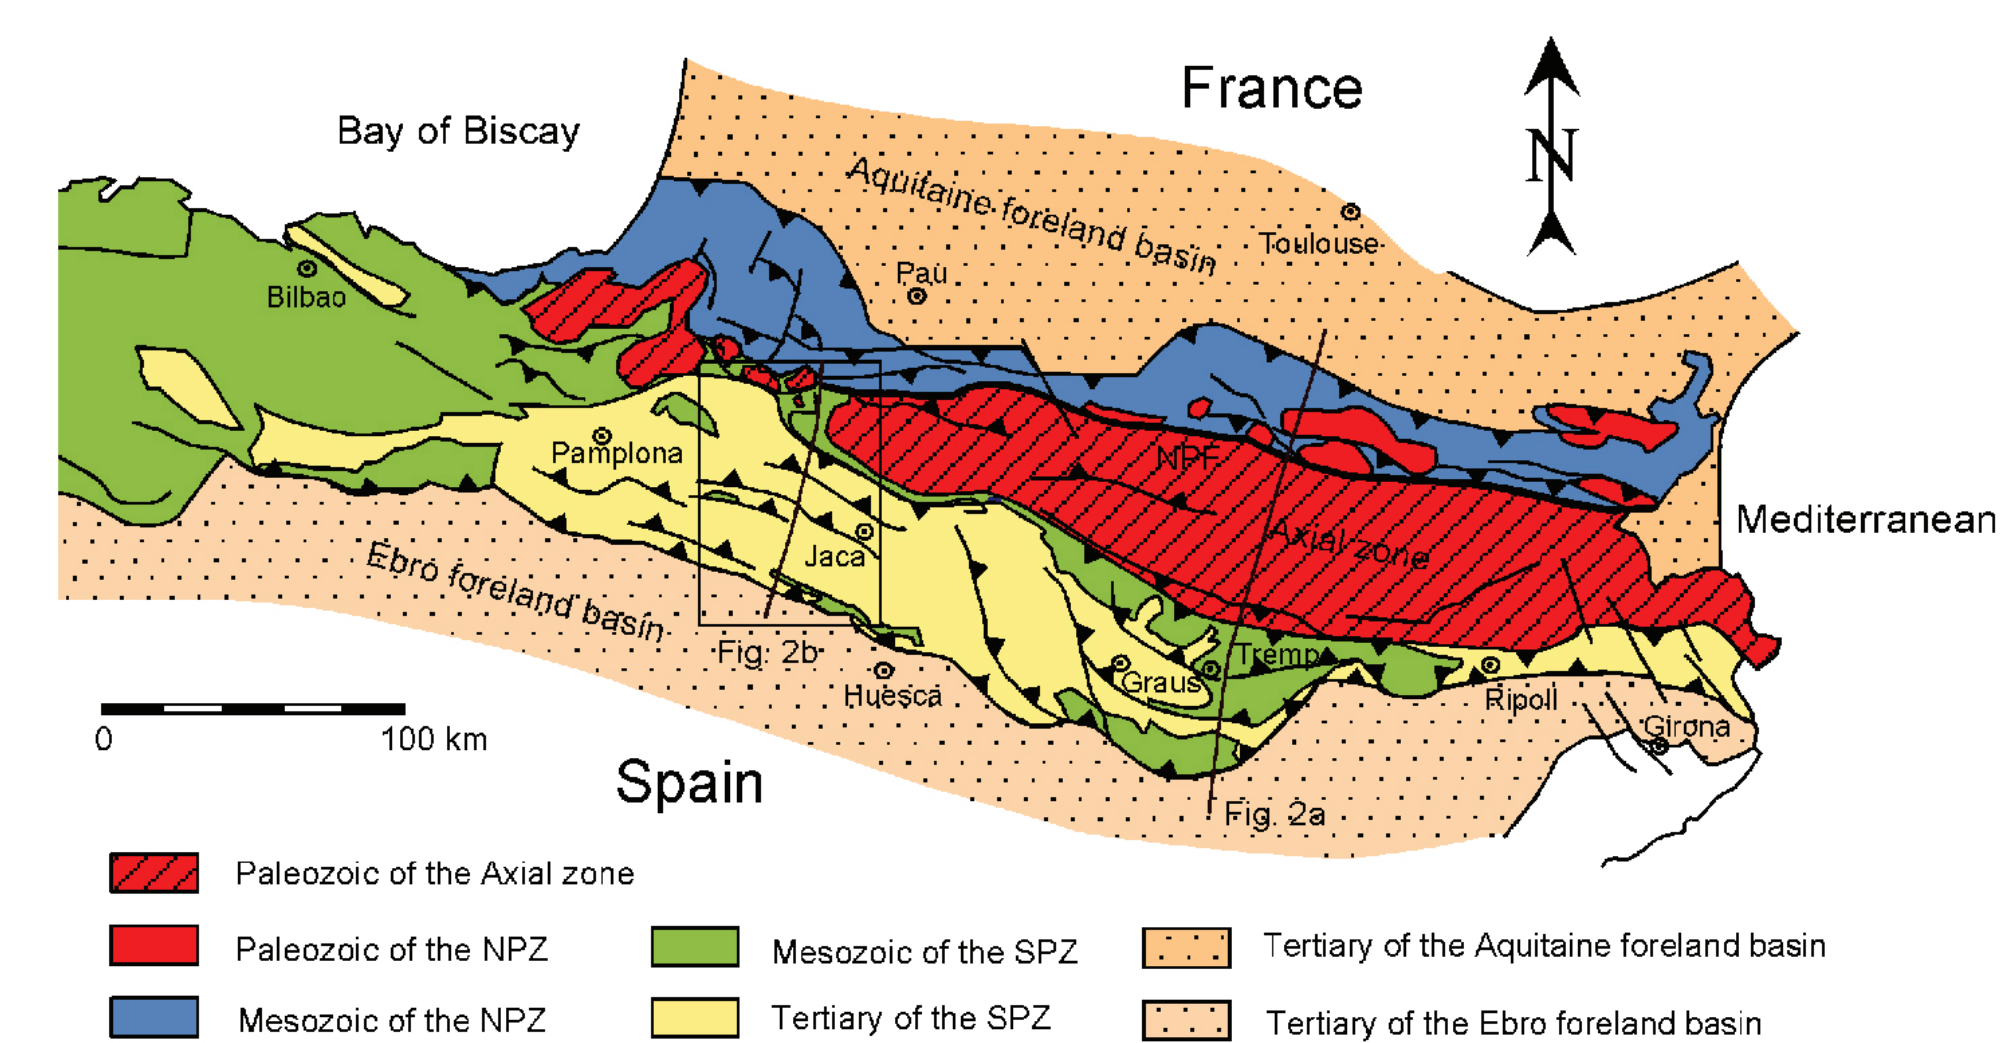 France
Bay of Biscay
N
Aquitaine foreland basin
Toulouse
Pau
Bilbao
Pamplona
NPF
Mediterranean
Axial zone
Jaca
Ebro foreland basin
Fig. 2b
Tremp
Graus
Huesca
Ripoll
Girona
0 100 km
Spain
Fig. 2a
Paleozoic of the Axial zone
Paleozoic of the NPZ
Mesozoic of the SPZ
Tertiary of the Aquitaine foreland basin
Mesozoic of the NPZ
Tertiary of the SPZ
Tertiary of the Ebro foreland basin